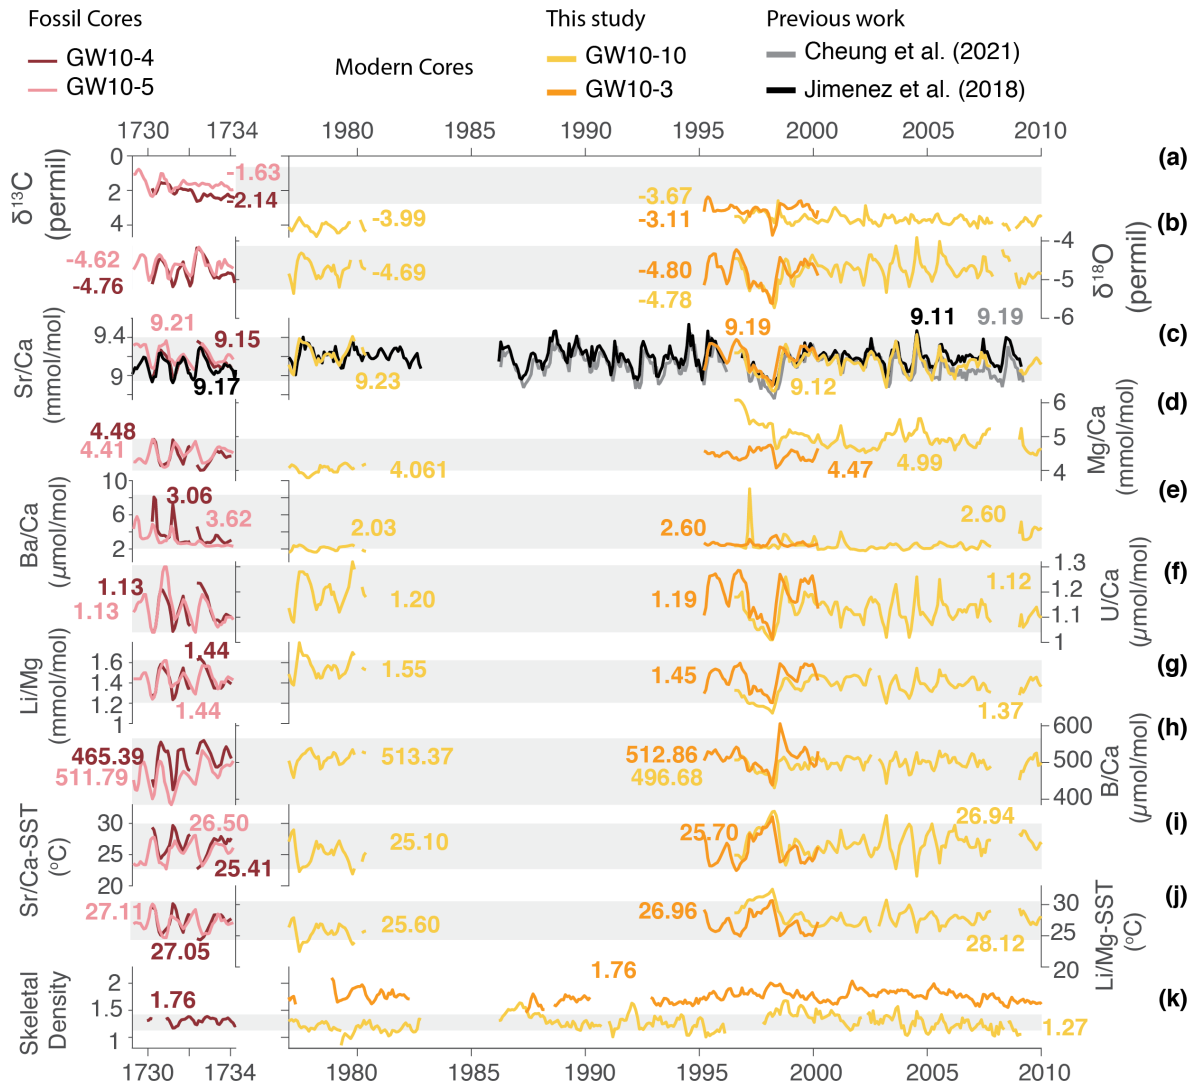 Fossil Cores
This study
Previous work
GW10-4
GW10-5
Modern Cores
GW10-10
GW10-3
Cheung et al. (2021)
Jimenez et al. (2018)
1730 1734 1980 1985 1990 1995 2000 2005 2010
(a)
δ13C
(permil)
0
2
4
-1.63
-2.14
-3.99
-3.67
-3.11
(b)
-4.62
-4.76
-4.69
-4.80
-4.78
-4
-5
-6
δ18O
(permil)
(c)
Sr/Ca
(mmol/mol)
9.4
9
9.21
9.15
9.17
9.23
9.19
9.12
9.11
9.19
(d)
4.48
4.41
4.061
4.47
4.99
6
5
4
Mg/Ca
(mmol/mol)
(e)
Ba/Ca
(µmol/mol)
10
6
2
3.06
3.62
2.03
2.60
2.60
(f)
1.13
1.13
1.20
1.19
1.12
1.3
1.2
1.1
1
U/Ca
(µmol/mol)
(g)
Li/Mg
(mmol/mol)
1.6
1.4
1.2
1
1.44
1.44
1.55
1.45
1.37
(h)
465.39
511.79
513.37
512.86
496.68
600
500
400
B/Ca
(µmol/mol)
(i)
Sr/Ca-SST
(oC)
30
25
20
26.50
25.41
25.10
25.70
26.94
(j)
27.11
27.05
25.60
26.96
28.12
30
25
20
Li/Mg-SST
(oC)
(k)
Skeletal
Density
2
1.5
1
1.76
1.76
1.27
1730 1734 1980 1985 1990 1995 2000 2005 2010